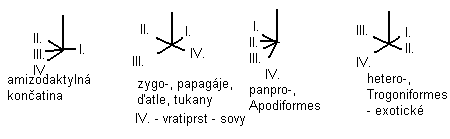 II.
III.
IV.
I.
amizodaktylná
končatina
II.
I.
III.
IV.
zygo-, papagáje,
ďatle, tukany
IV. - vratiprst - sovy
I.
II.
III.
IV.
panpro-,
Apodiformes
III.
I.
IV.
II.
hetero-,
Trogoniformes
- exotické